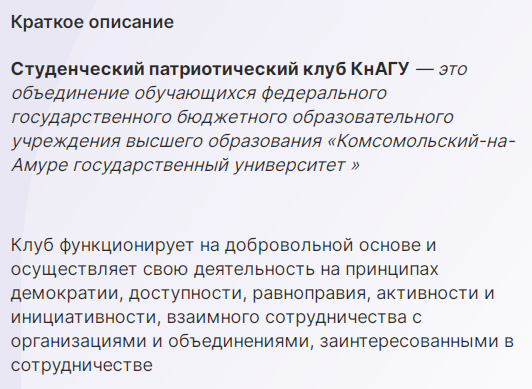 Краткое описание
Студенческий патриотический клуб КнАГУ — это
объединение обучающихся федерального
государственного бюджетного образовательного
учреждения высшего образования «Комсомольский-на-
Амуре государственный университет »
Клуб функционирует на добровольной основе и
осуществляет свою деятельность на принципах
демократии, доступности, равноправия, активности и
инициативности, взаимного сотрудничества с
организациями и объединениями, заинтересованными в
сотрудничестве